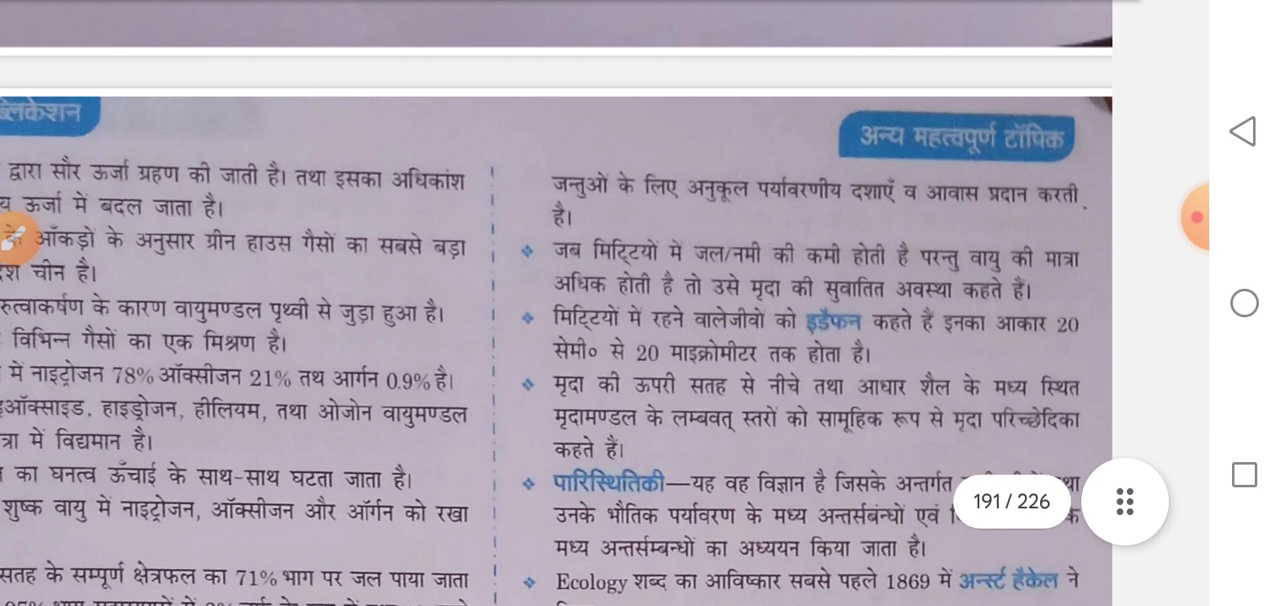 ब्लिकेशन
द्वारा सौर ऊर्जा ग्रहण की जाती है। तथा इसका अधिकांश
य ऊर्जा में बदल जाता है।
के आँकड़ो के अनुसार ग्रीन हाउस गैसों का सबसे बड़ा
देश चीन है।
रुत्वाकर्षण के कारण वायुमण्डल पृथ्वी से जुड़ा हुआ है।
विभिन्न गैसों का एक मिश्रण है।
में नाइट्रोजन 78% ऑक्सीजन 21% तथ आर्गन 0.9% है।
इऑक्साइड, हाइड्रोजन, हीलियम, तथा ओजोन वायुमण्डल
त्रा में विद्यमान है।
का घनत्व ऊँचाई के साथ-साथ घटता जाता है।
शुष्क वायु में नाइट्रोजन, ऑक्सीजन और ऑर्गन को रखा
सतह के सम्पूर्ण क्षेत्रफल का 71% भाग पर जल पाया जाता
अन्य महत्वपूर्ण टॉपिक
जन्तुओं के लिए अनुकूल पर्यावरणीय दशाएँ व आवास प्रदान करती
है।
❖ जब मिट्टियों मे जल/नमी की कमी होती है परन्तु वायु की मात्रा
अधिक होती है तो उसे मृदा की सुवातित अवस्था कहते हैं।
❖ मिट्टियों में रहने वालेजीवो को इडैफन कहते हैं इनका आकार 20
सेमी० से 20 माइक्रोमीटर तक होता है।
❖ मृदा की ऊपरी सतह से नीचे तथा आधार शैल के मध्य स्थित
मृदामण्डल के लम्बवत् स्तरों को सामूहिक रूप से मृदा परिच्छेदिका
कहते हैं।
❖ पारिस्थितिकी—यह वह विज्ञान है जिसके अन्तर्गत
उनके भौतिक पर्यावरण के मध्य अन्तर्सबंन्धों एवं
मध्य अन्तर्सम्बन्धों का अध्ययन किया जाता है।
❖ Ecology शब्द का आविष्कार सबसे पहले 1869 में अर्न्स्ट हैकेल ने
191 / 226